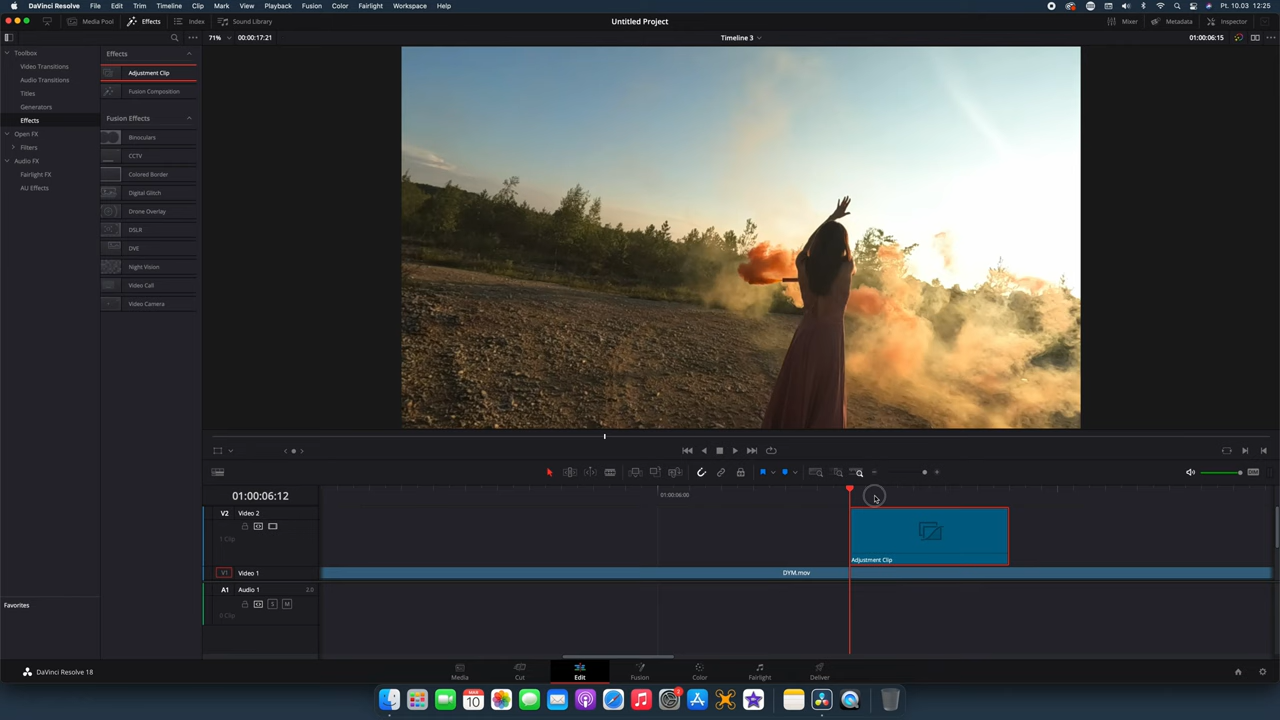 DaVinci Resolve File Edit Trim Timeline Clip Mark View Playback Fusion Color Fairlight Workspace Help
Pt. 10.03 12:25
Media Pool Effects Index Sound Library
Untitled Project
Mixer Metadata Inspector
71% 00:00:17:21
Timeline 3
01:00:06:15
Toolbox
Video Transitions
Audio Transitions
Titles
Generators
Effects
Open FX
Filters
Audio FX
Fairlight FX
AU Effects
Effects
Adjustment Clip
Fusion Composition
Fusion Effects
Binoculars
CCTV
Colored Border
Digital Glitch
Drone Overlay
DSLR
DVE
Night Vision
Video Call
Video Camera
Favorites
01:00:06:12
01:00:06:00
V2 Video 2
1 Clip
Adjustment Clip
V1 Video 1
DYM.mov
A1 Audio 1 2.0
S M
0 Clip
DaVinci Resolve 18
Media Cut Edit Fusion Color Fairlight Deliver
MAR
10
2